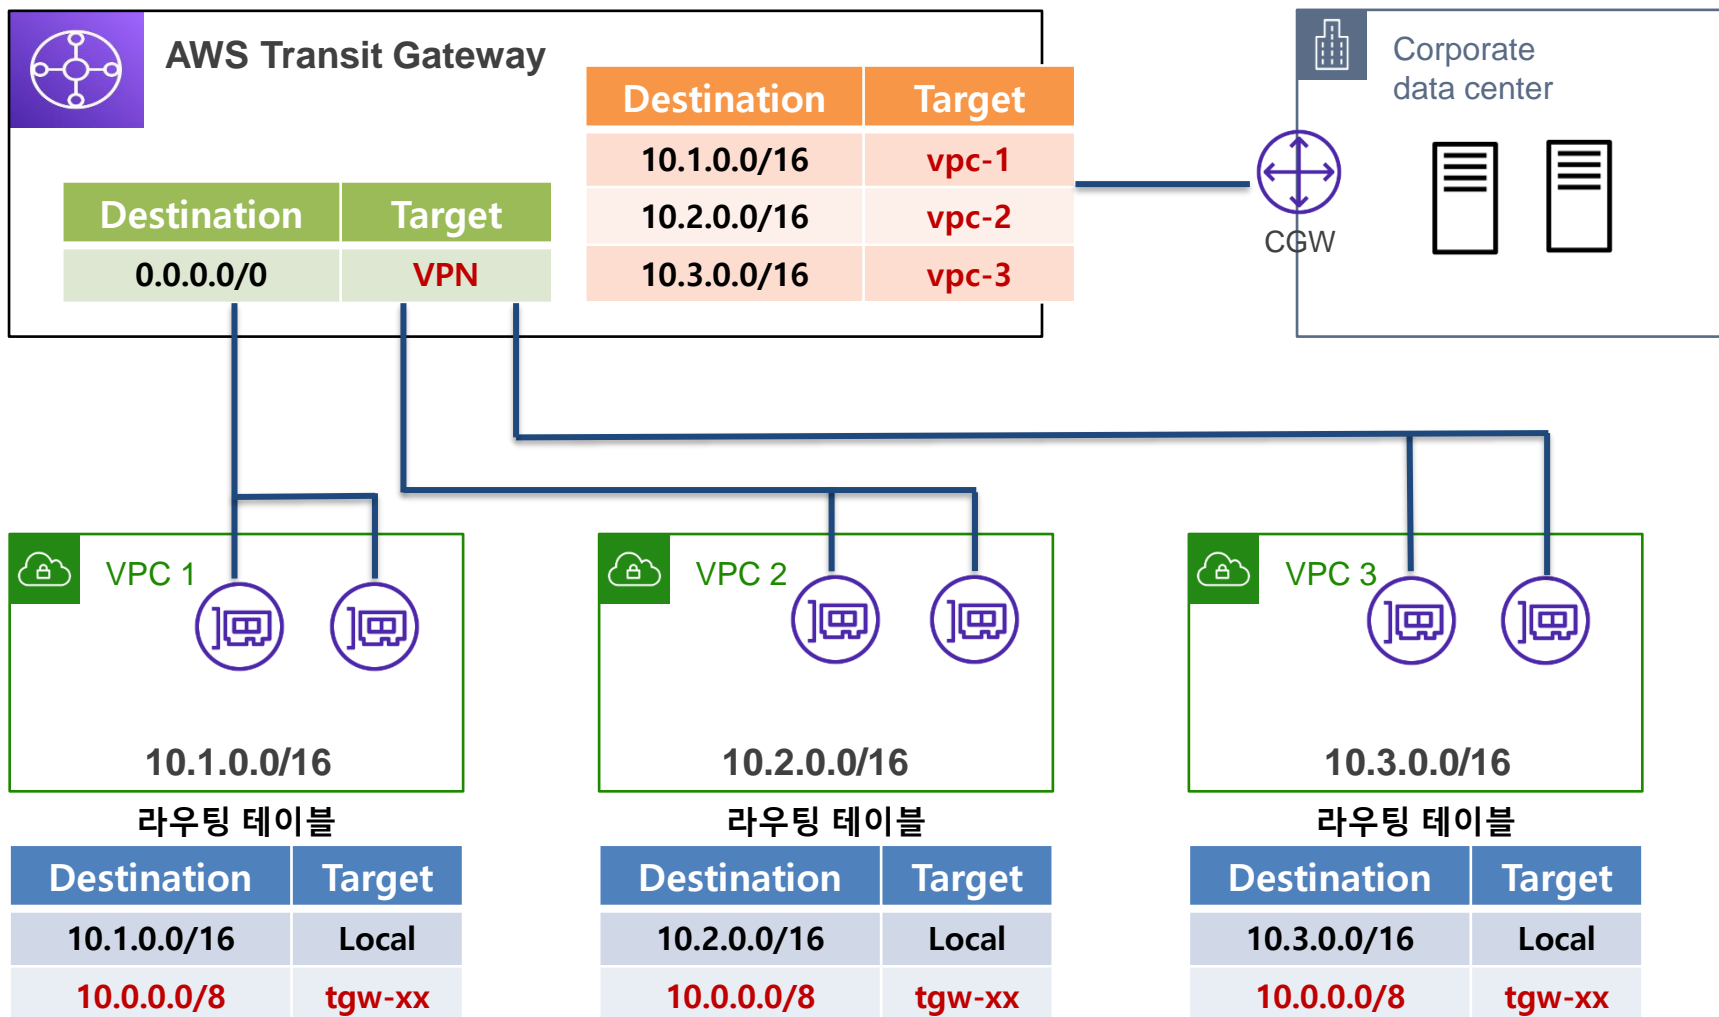 AWS Transit Gateway
Destination Target
10.1.0.0/16 vpc-1
10.2.0.0/16 vpc-2
10.3.0.0/16 vpc-3
Destination Target
0.0.0.0/0 VPN
Corporate
data center
CGW
VPC 1
10.1.0.0/16
라우팅 테이블
Destination Target
10.1.0.0/16 Local
10.0.0.0/8 tgw-xx
VPC 2
10.2.0.0/16
라우팅 테이블
Destination Target
10.2.0.0/16 Local
10.0.0.0/8 tgw-xx
VPC 3
10.3.0.0/16
라우팅 테이블
Destination Target
10.3.0.0/16 Local
10.0.0.0/8 tgw-xx